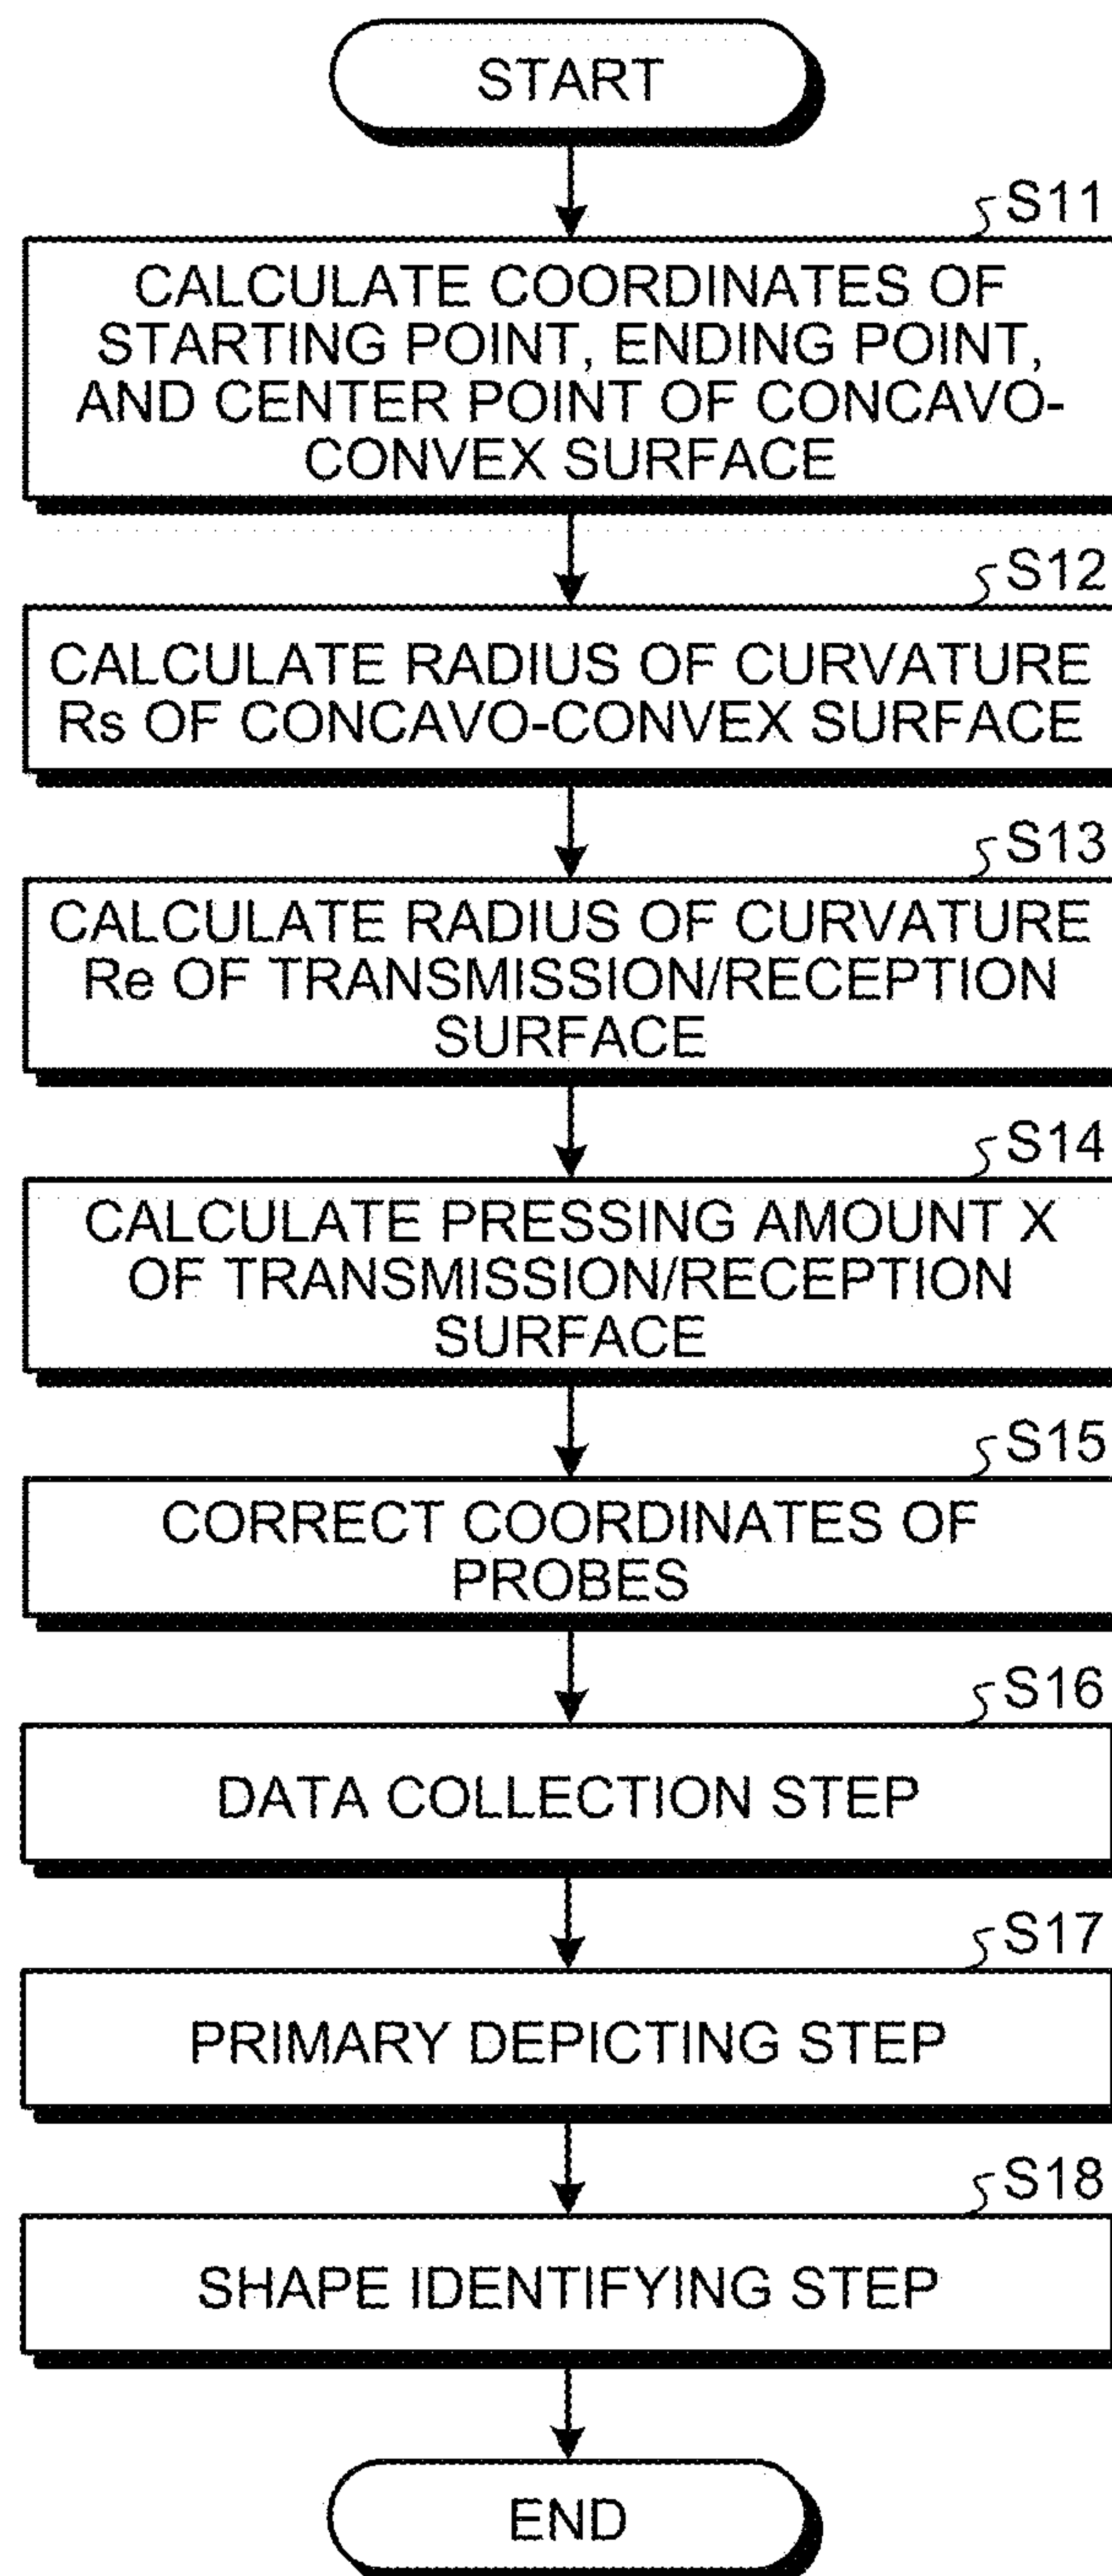 START
S11
CALCULATE COORDINATES OF
STARTING POINT, ENDING POINT,
AND CENTER POINT OF CONCAVO-
CONVEX SURFACE
S12
CALCULATE RADIUS OF CURVATURE
Rs OF CONCAVO-CONVEX SURFACE
S13
CALCULATE RADIUS OF CURVATURE
Re OF TRANSMISSION/RECEPTION
SURFACE
S14
CALCULATE PRESSING AMOUNT X
OF TRANSMISSION/RECEPTION
SURFACE
S15
CORRECT COORDINATES OF
PROBES
S16
DATA COLLECTION STEP
S17
PRIMARY DEPICTING STEP
S18
SHAPE IDENTIFYING STEP
END